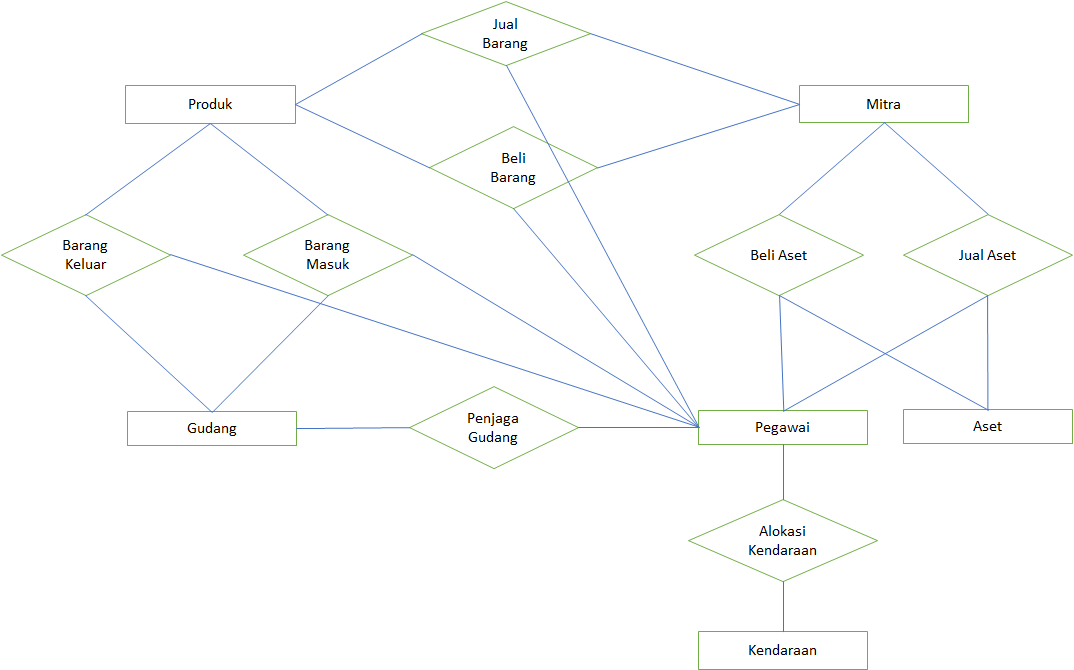 Jual
Barang
Produk
Mitra
Beli
Barang
Barang
Keluar
Barang
Masuk
Beli Aset
Jual Aset
Gudang
Penjaga
Gudang
Pegawai
Aset
Alokasi
Kendaraan
Kendaraan